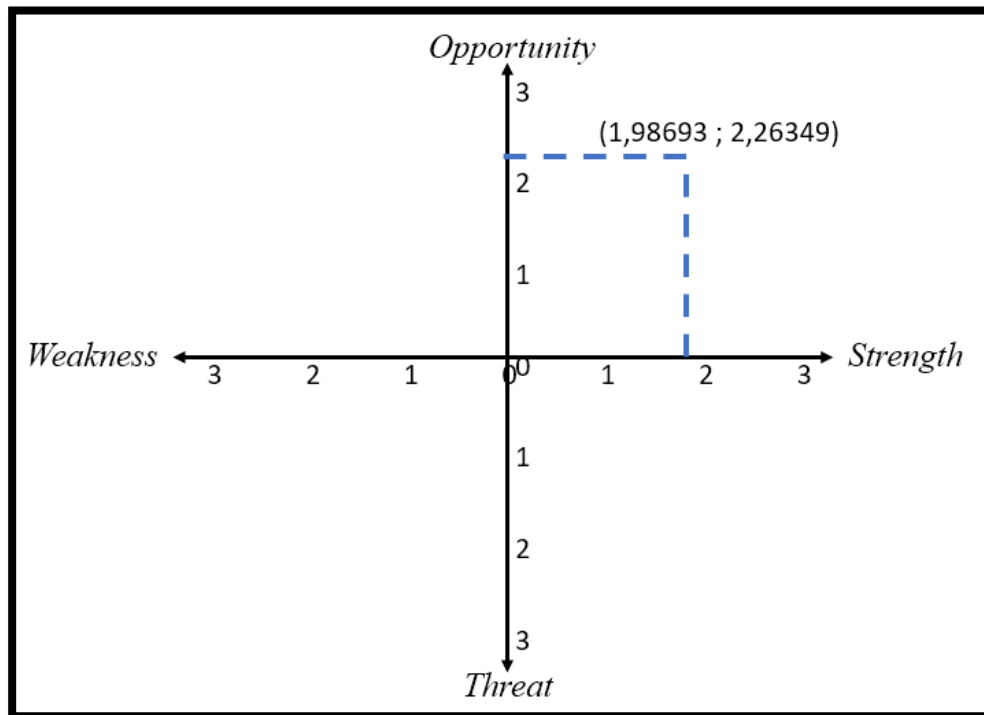 Opportunity
3
(1,98693 ; 2,26349)
2
1
Weakness
Strength
0
3 2 1 0 1 2 3
1
2
3
Threat